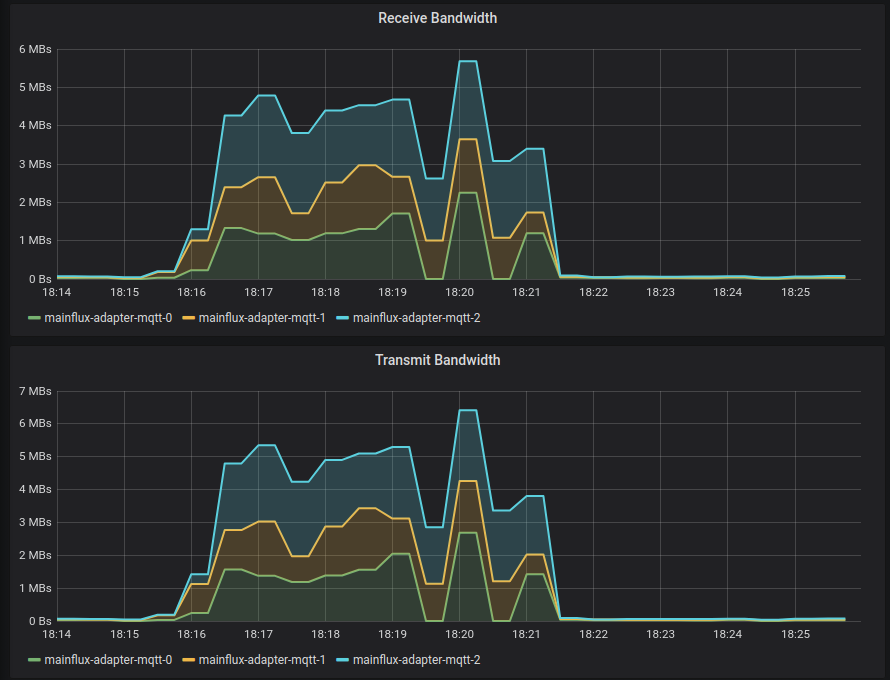 Receive Bandwidth
6 MBs
5 MBs
4 MBs
3 MBs
2 MBs
1 MBs
0 Bs
18:14 18:15 18:16 18:17 18:18 18:19 18:20 18:21 18:22 18:23 18:24 18:25
mainflux-adapter-mqtt-0 mainflux-adapter-mqtt-1 mainflux-adapter-mqtt-2
Transmit Bandwidth
7 MBs
6 MBs
5 MBs
4 MBs
3 MBs
2 MBs
1 MBs
0 Bs
18:14 18:15 18:16 18:17 18:18 18:19 18:20 18:21 18:22 18:23 18:24 18:25
mainflux-adapter-mqtt-0 mainflux-adapter-mqtt-1 mainflux-adapter-mqtt-2